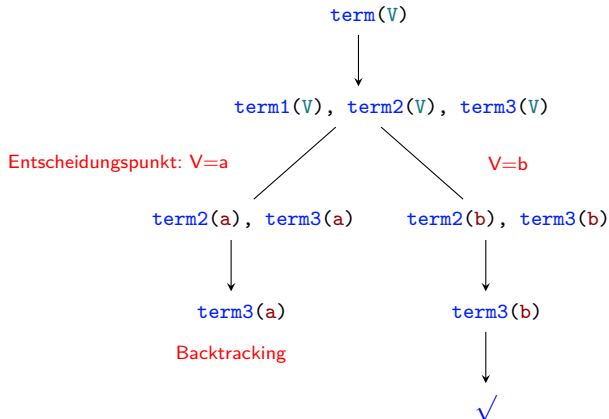 term(V)
term1(V), term2(V), term3(V)
Entscheidungspunkt: V=a
V=b
term2(a), term3(a)
term2(b), term3(b)
term3(a)
term3(b)
Backtracking
√